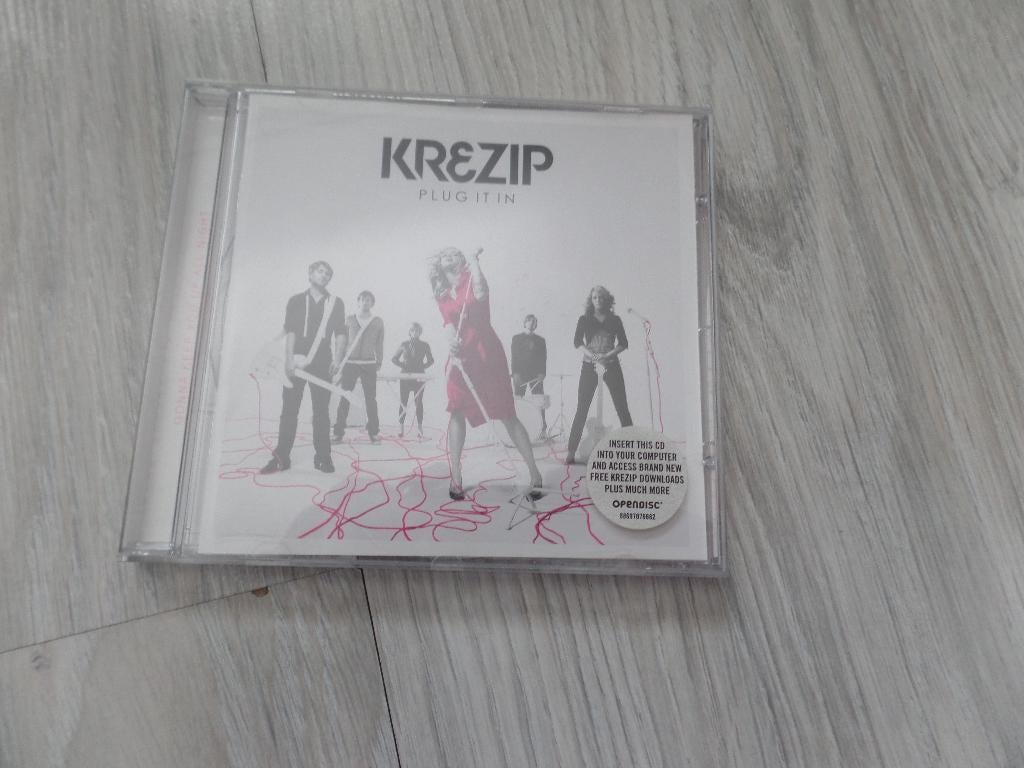 KREZIP
PLUG IT IN
INSERT THIS CD
INTO YOUR COMPUTER
AND ACCESS BRAND NEW
FREE KREZIP DOWNLOADS
PLUS MUCH MORE
OPENDISC